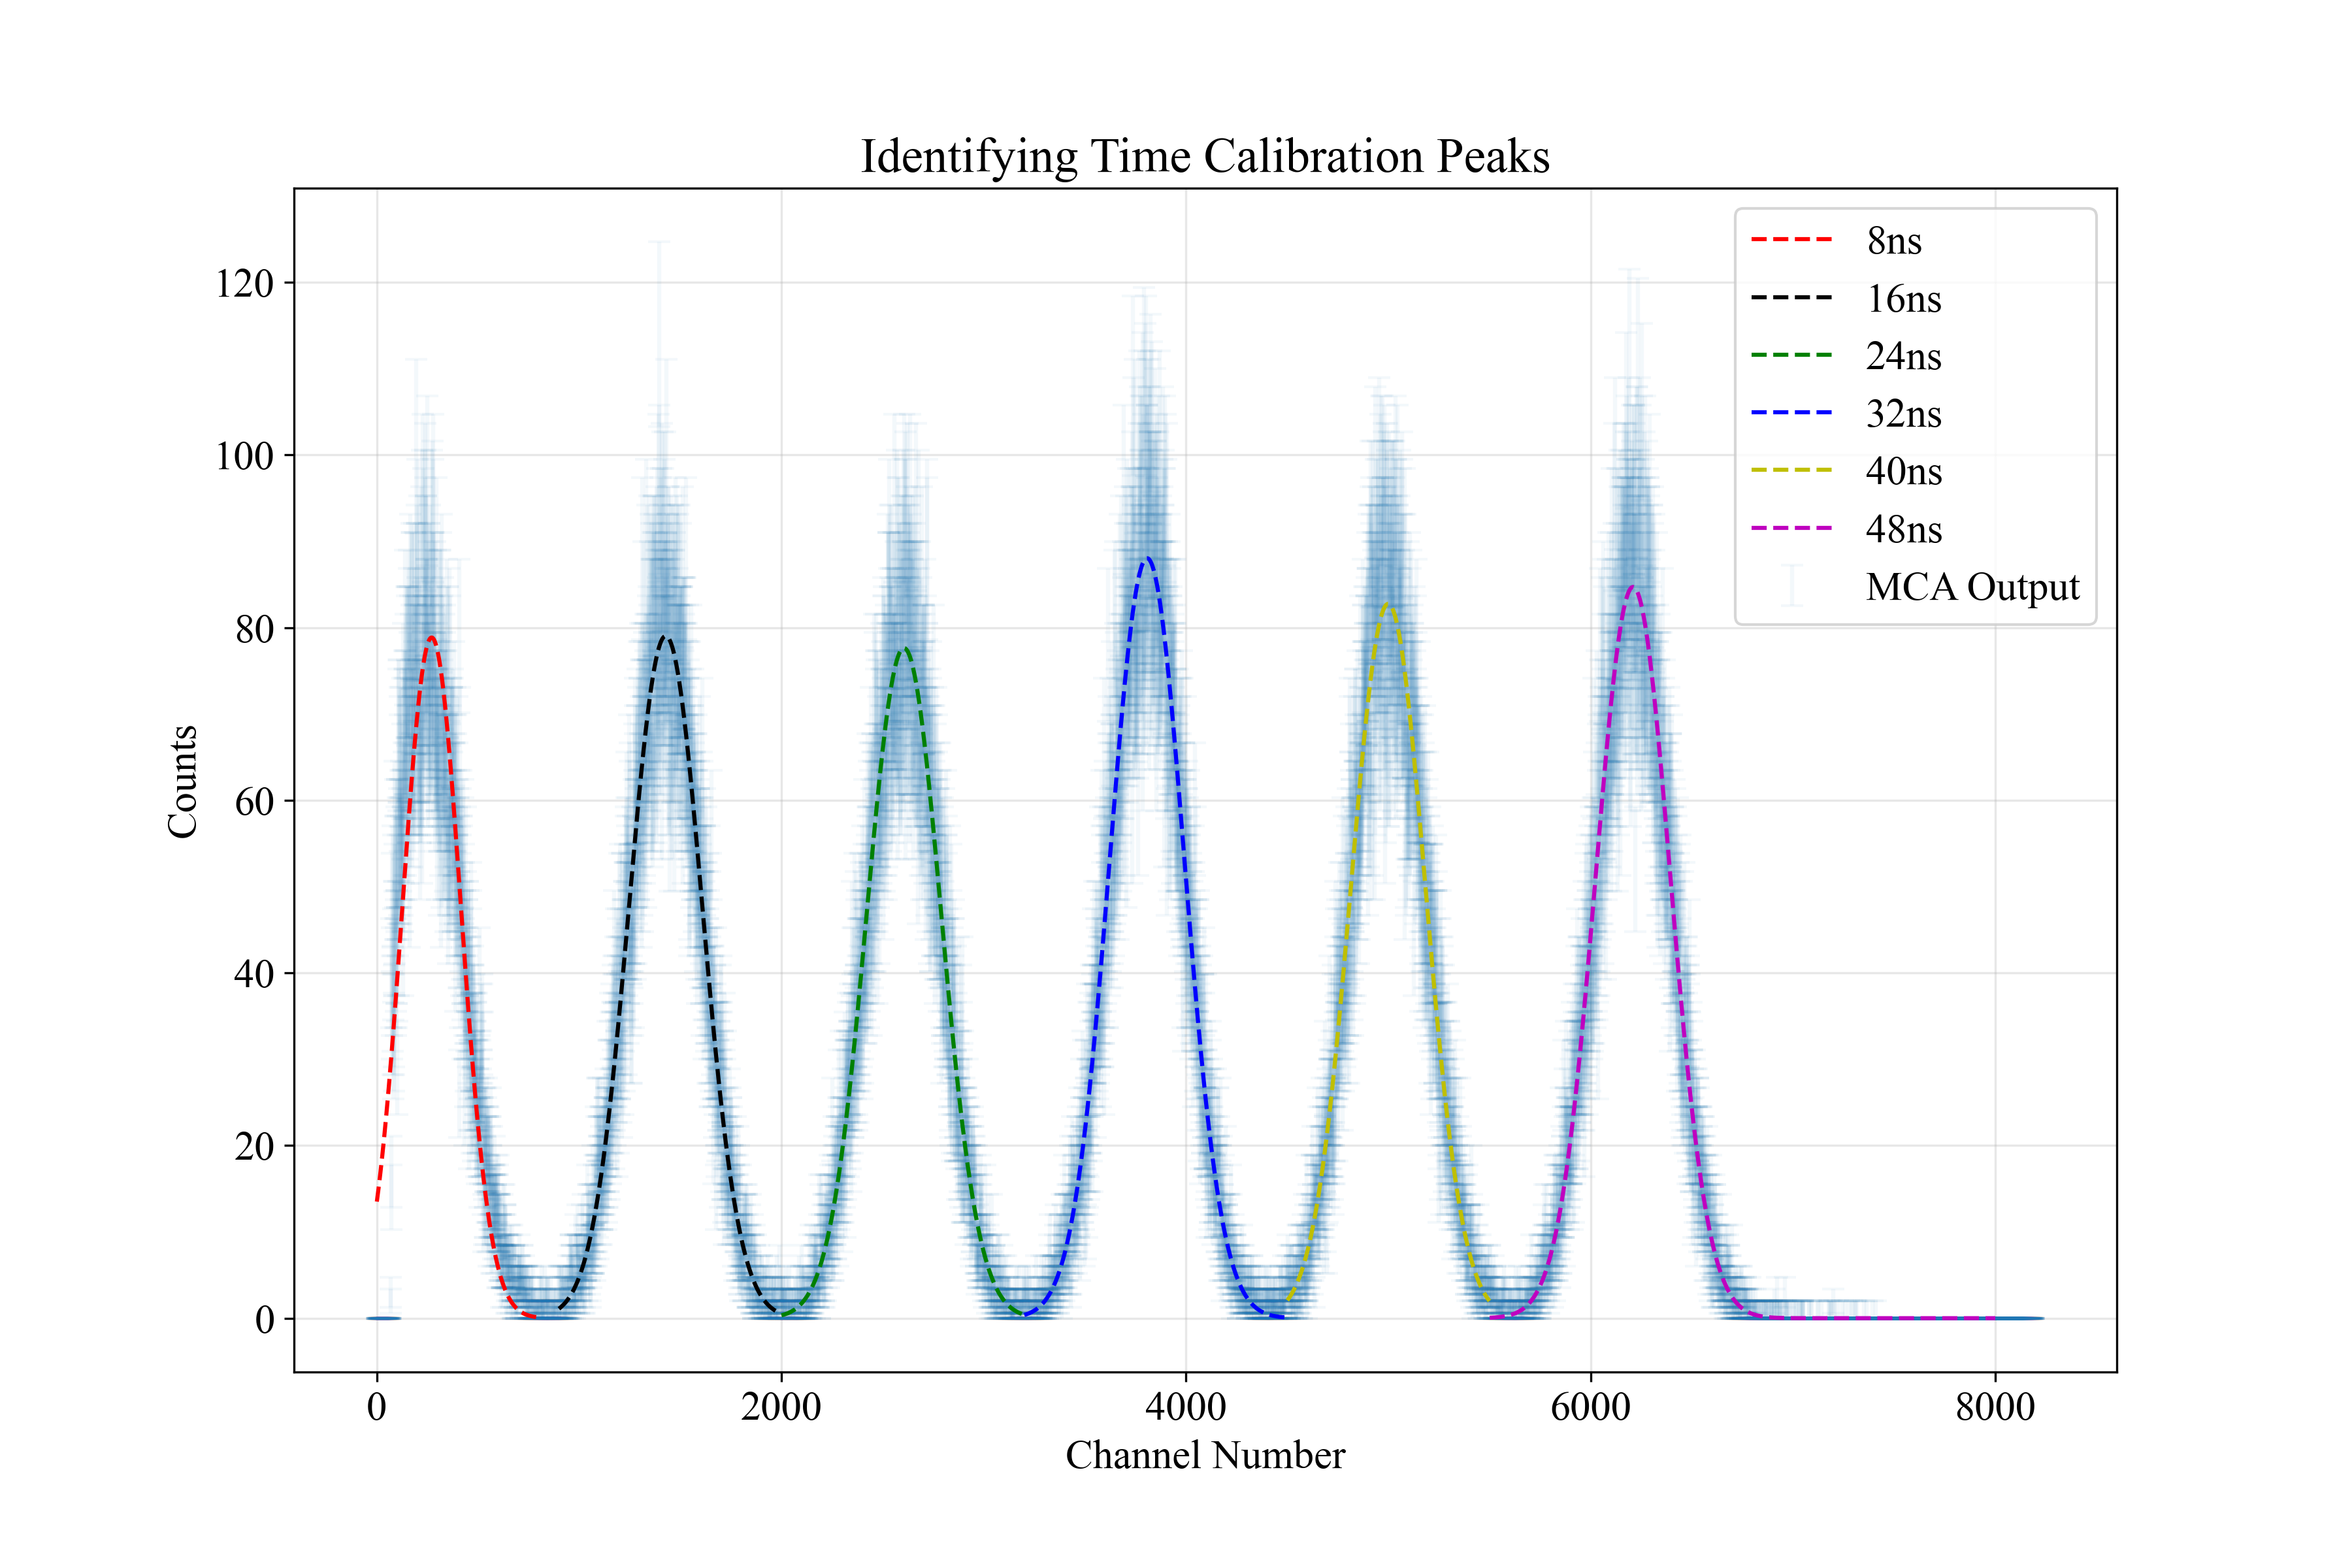 Identifying Time Calibration Peaks
8ns
16ns
24ns
32ns
40ns
48ns
MCA Output
120
100
80
60
40
20
0
Counts
0 2000 4000 6000 8000
Channel Number